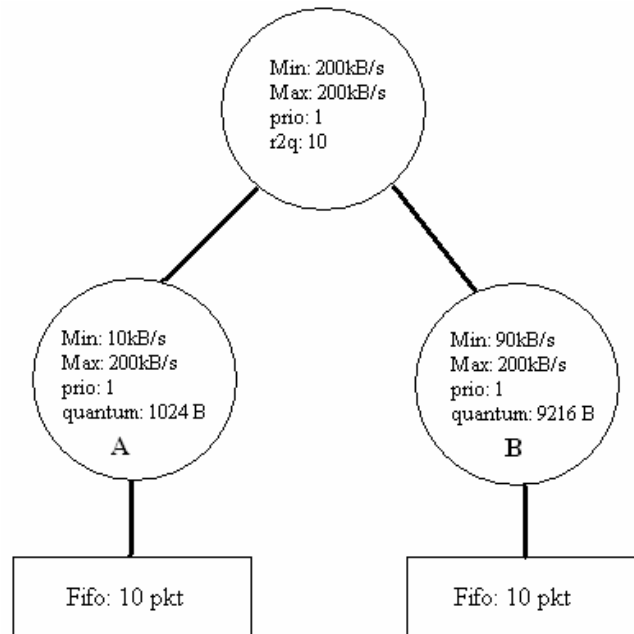 Min: 200kB/s
Max: 200kB/s
prio: 1
r2q: 10
Min: 10kB/s
Max: 200kB/s
prio: 1
quantum: 1024 B
A
Min: 90kB/s
Max: 200kB/s
prio: 1
quantum: 9216 B
B
Fifo: 10 pkt
Fifo: 10 pkt